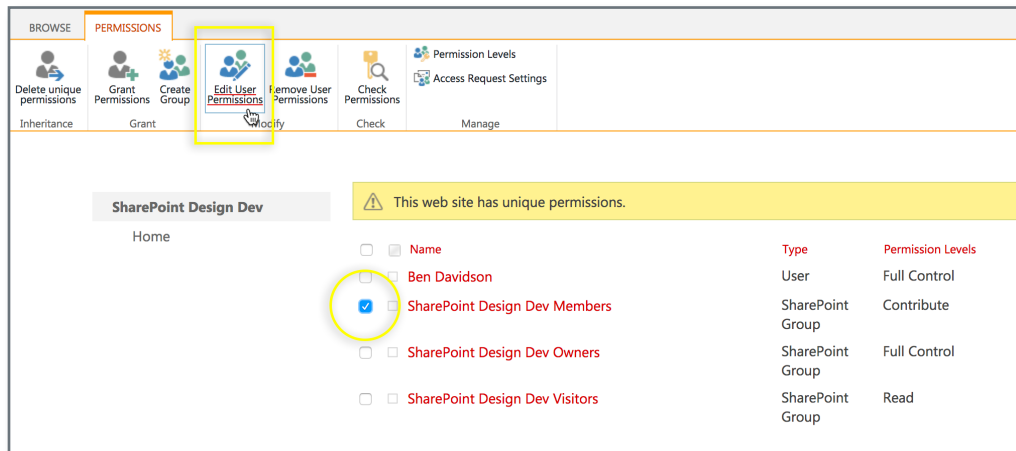 BROWSE PERMISSIONS
Delete unique permissions
Grant Permissions
Create Group
Edit User Permissions
Remove User Permissions
Check Permissions
Permission Levels
Access Request Settings
Inheritance Grant Modify Check Manage
SharePoint Design Dev
Home
This web site has unique permissions.
Name Type Permission Levels
Ben Davidson User Full Control
SharePoint Design Dev Members SharePoint Group Contribute
SharePoint Design Dev Owners SharePoint Group Full Control
SharePoint Design Dev Visitors SharePoint Group Read